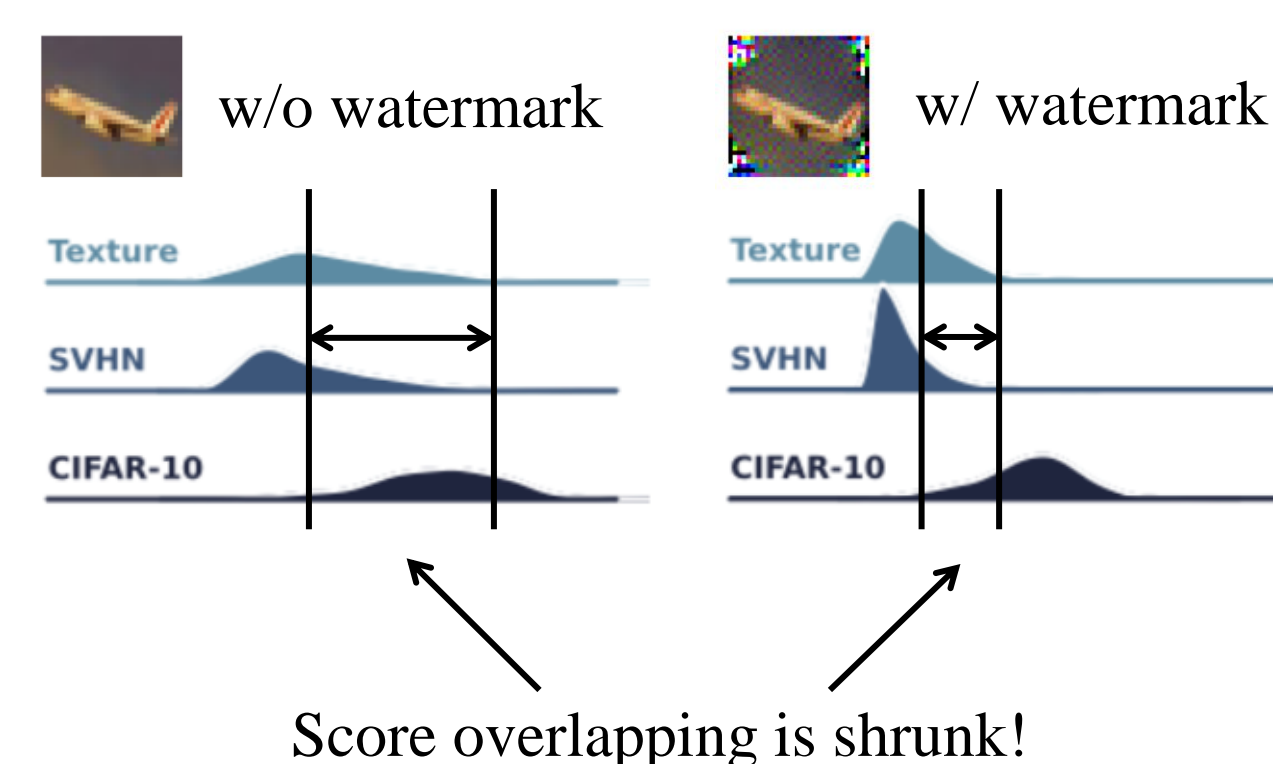 w/o watermark
Texture
SVHN
CIFAR-10
w/ watermark
Texture
SVHN
CIFAR-10
Score overlapping is shrunk!